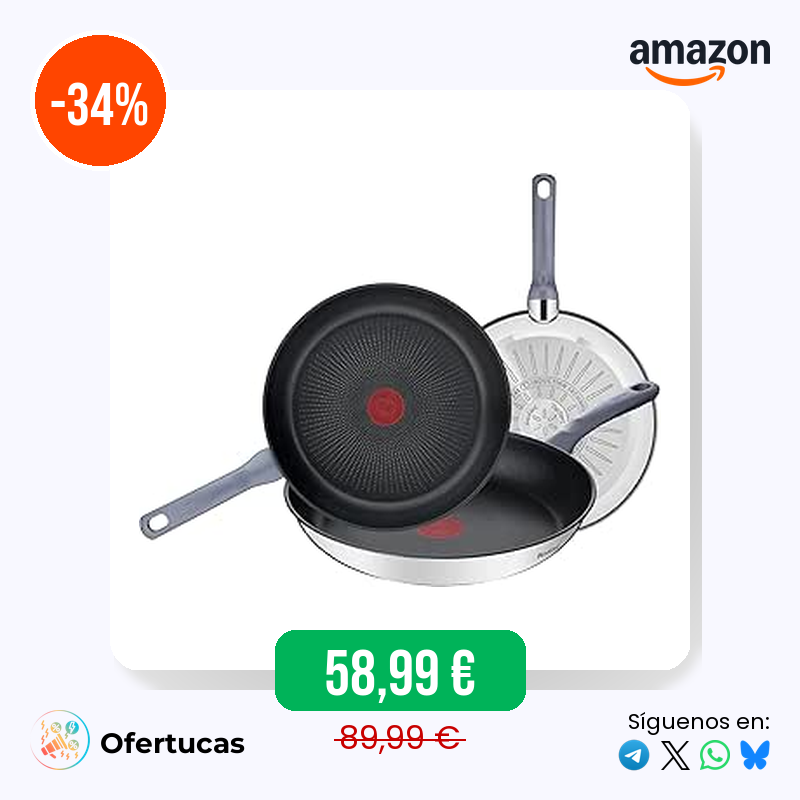 -34%
amazon
58,99 €
89,99 €
Ofertucas
Síguenos en: